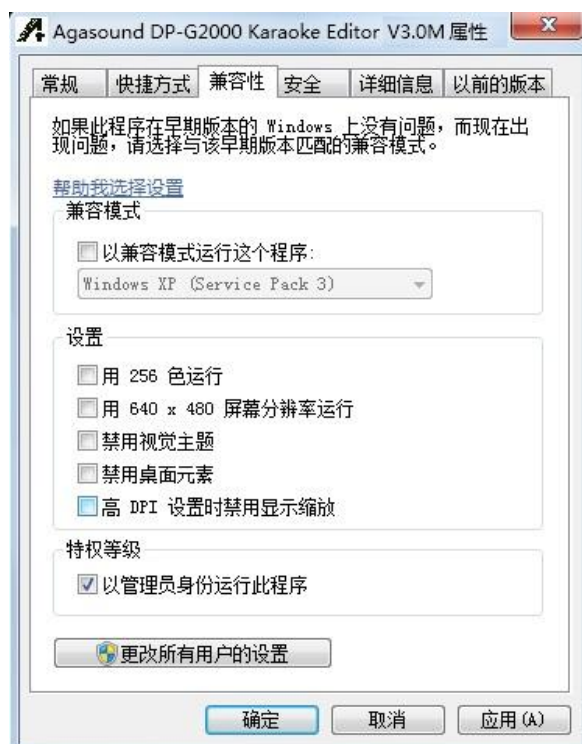 Agasound DP-G2000 Karaoke Editor V3.0M 属性
常规 快捷方式 兼容性 安全 详细信息 以前的版本
如果此程序在早期版本的 Windows 上没有问题，而现在出
现问题，请选择与该早期版本匹配的兼容模式。
帮助我选择设置
兼容模式
以兼容模式运行这个程序:
Windows XP (Service Pack 3)
设置
用 256 色运行
用 640 x 480 屏幕分辨率运行
禁用视觉主题
禁用桌面元素
高 DPI 设置时禁用显示缩放
特权等级
以管理员身份运行此程序
更改所有用户的设置
确定 取消 应用(A)